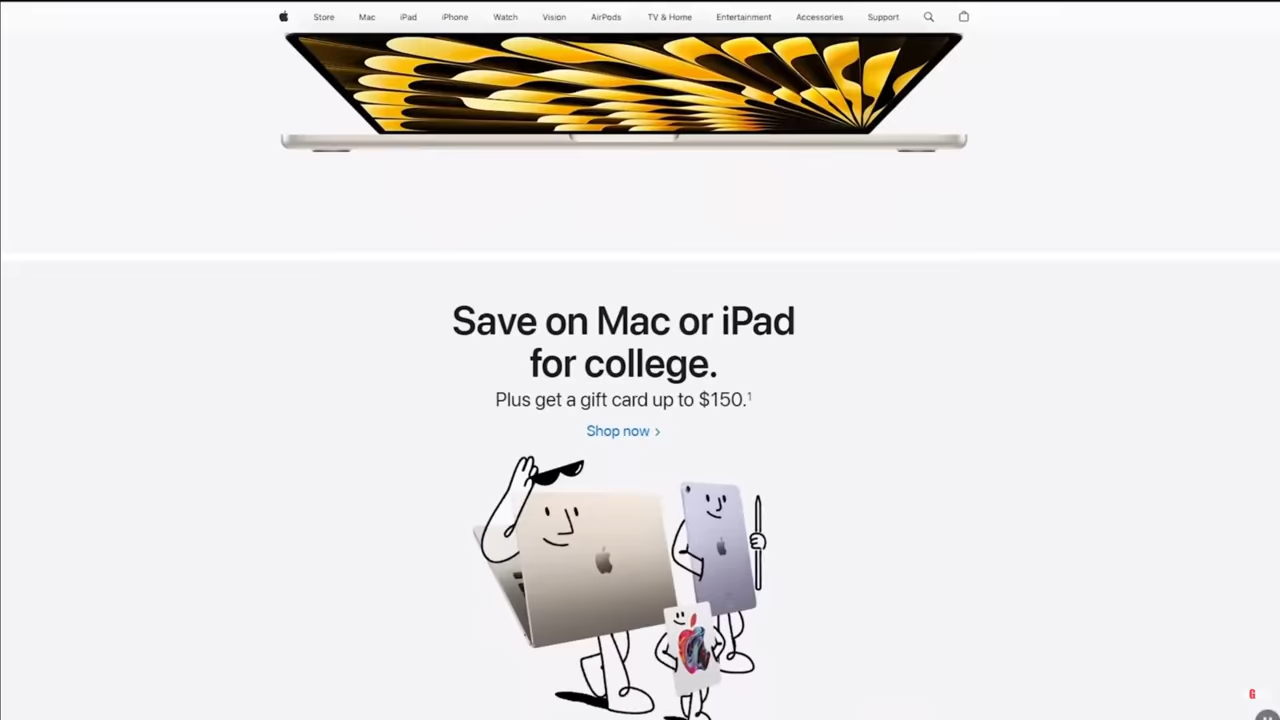 Store Mac iPad iPhone Watch Vision AirPods TV & Home Entertainment Accessories Support
Save on Mac or iPad
for college.
Plus get a gift card up to $150.¹
Shop now >
G